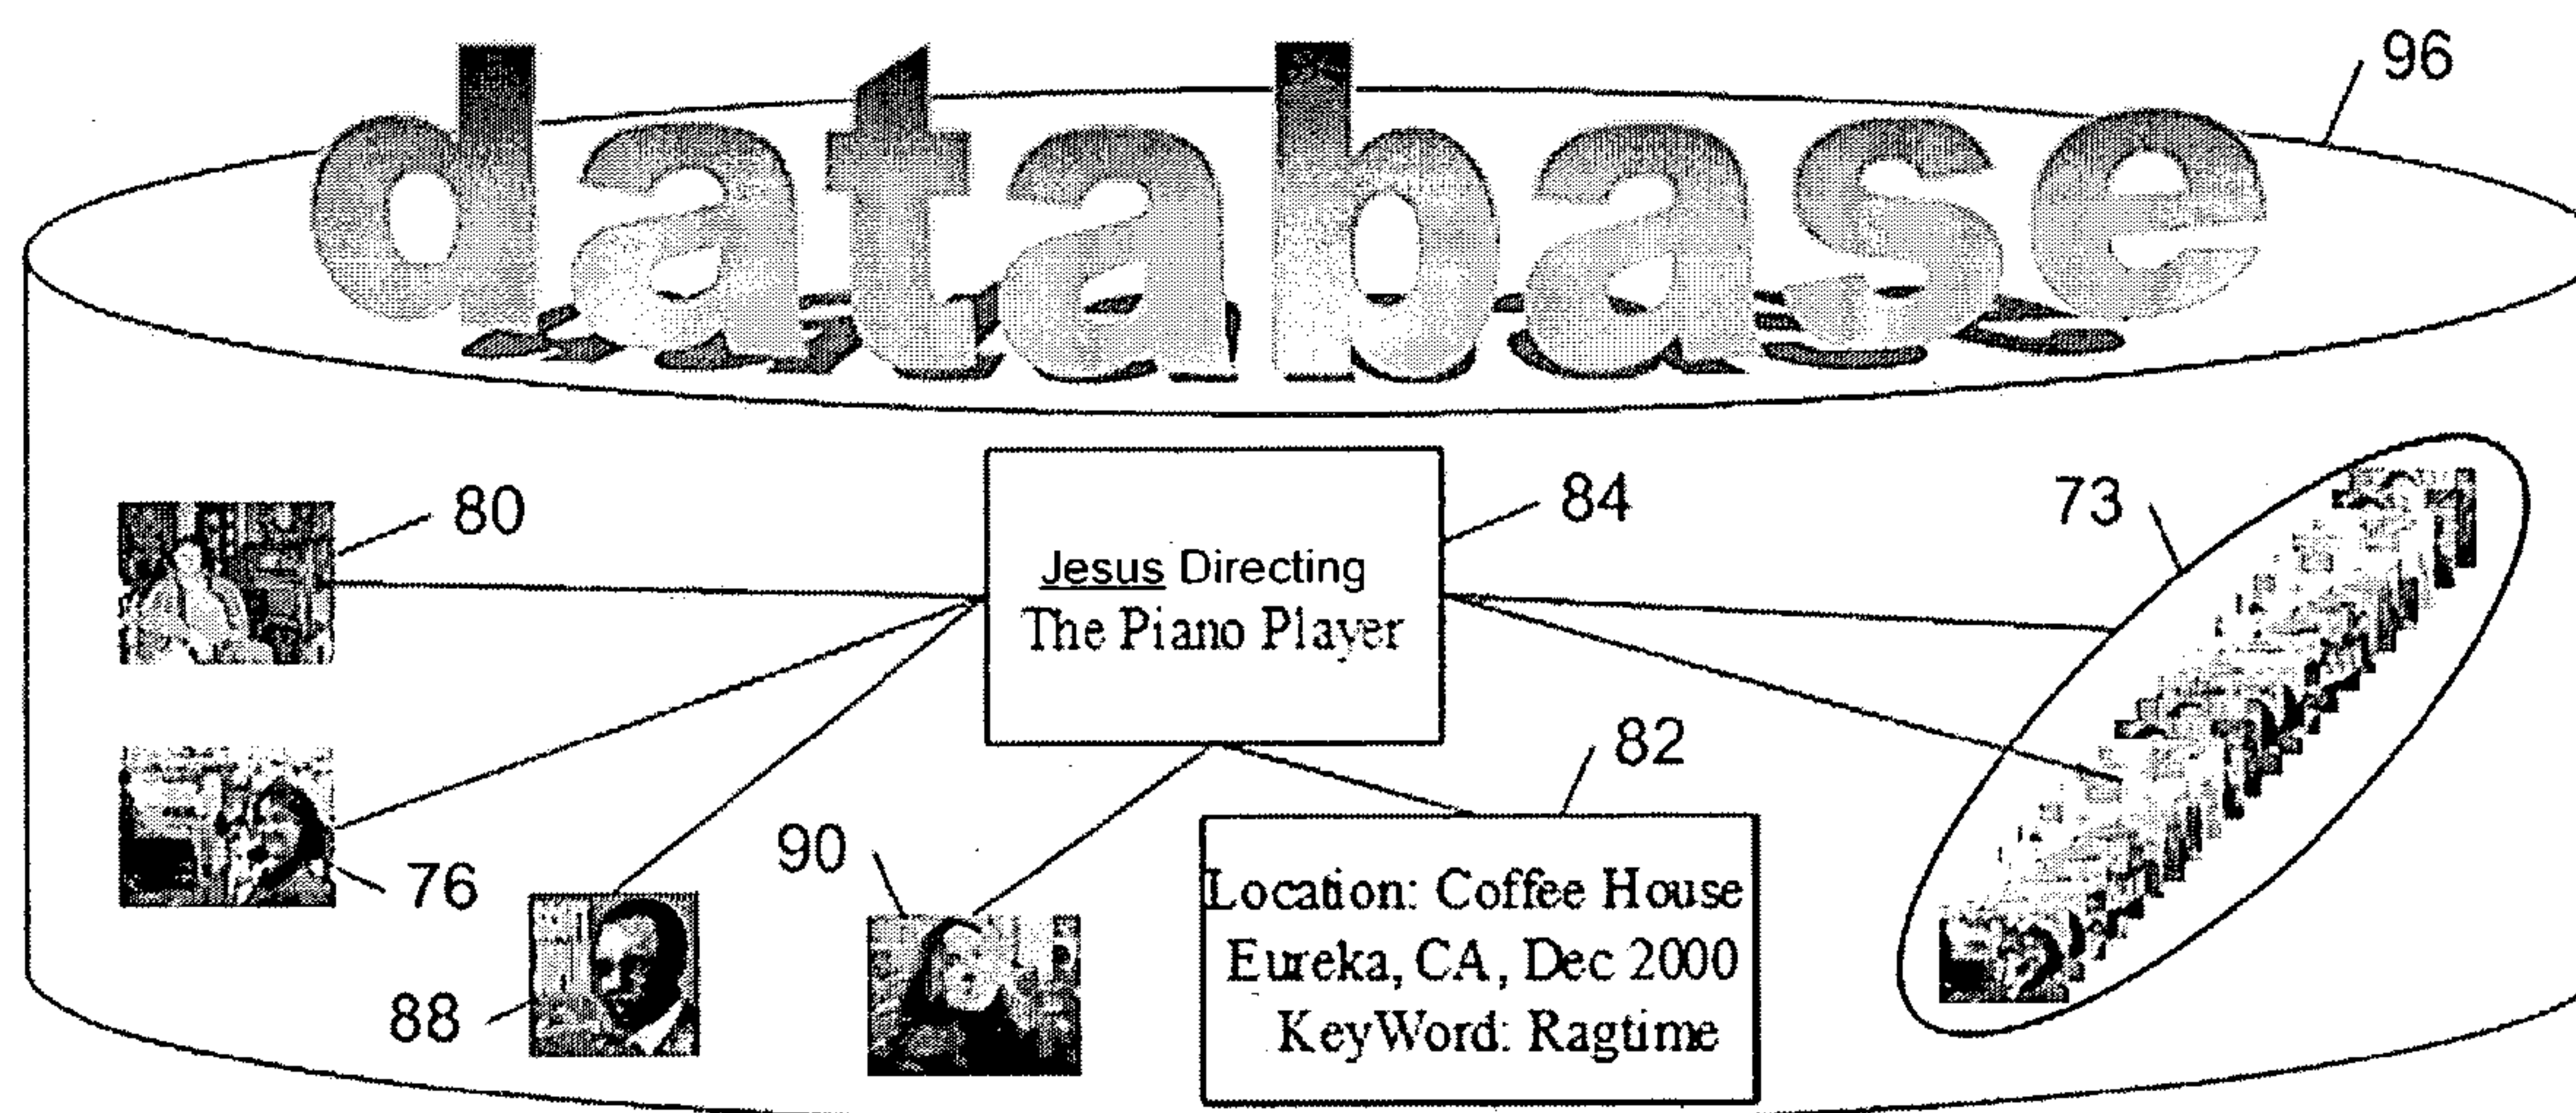 96
database
80
84
73
Jesus Directing
The Piano Player
82
90
76
Location: Coffee House
Eureka, CA, Dec 2000
KeyWord: Ragtime
88